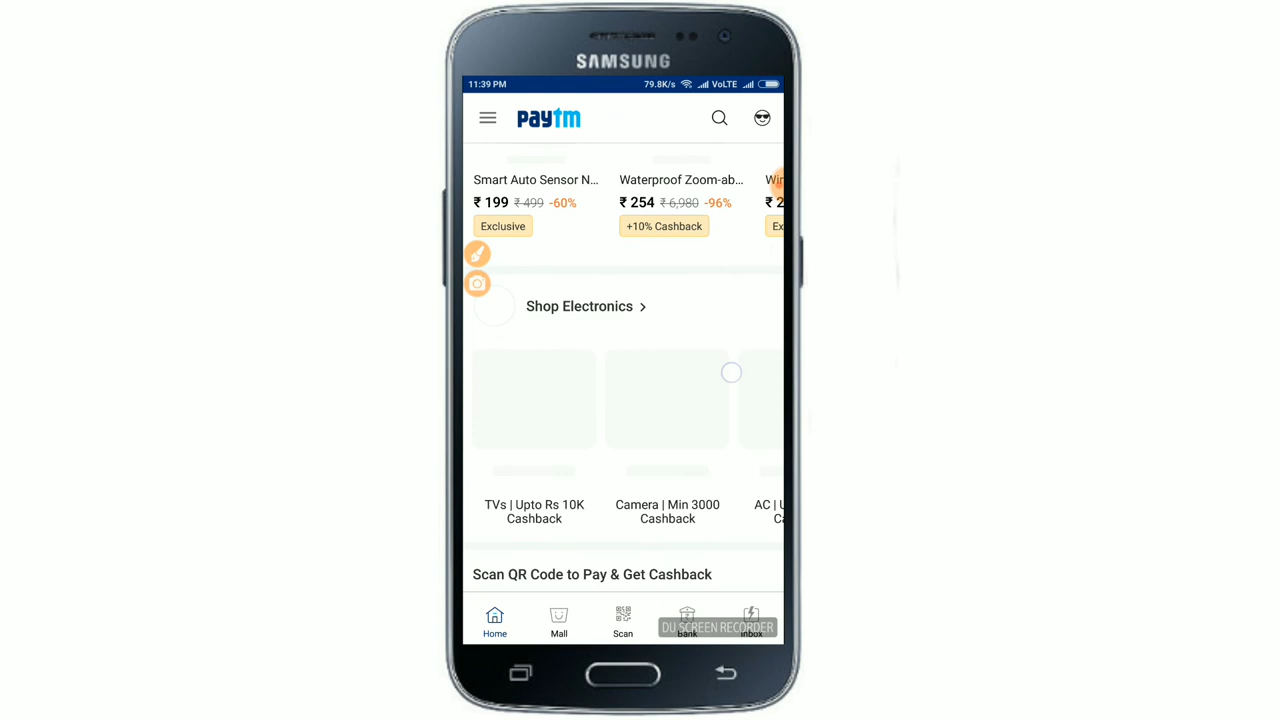 SAMSUNG
11:39 PM 79.8K/s VoLTE
paytm
Smart Auto Sensor N... Waterproof Zoom-ab...
₹ 199 ₹ 499 -60% ₹ 254 ₹ 6,980 -96% ₹ 2
Exclusive +10% Cashback Ex
Shop Electronics >
TVs | Upto Rs 10K Camera | Min 3000 AC |
Cashback Cashback
Scan QR Code to Pay & Get Cashback
DU SCREEN RECORDER
Home Mall Scan Bank Inbox